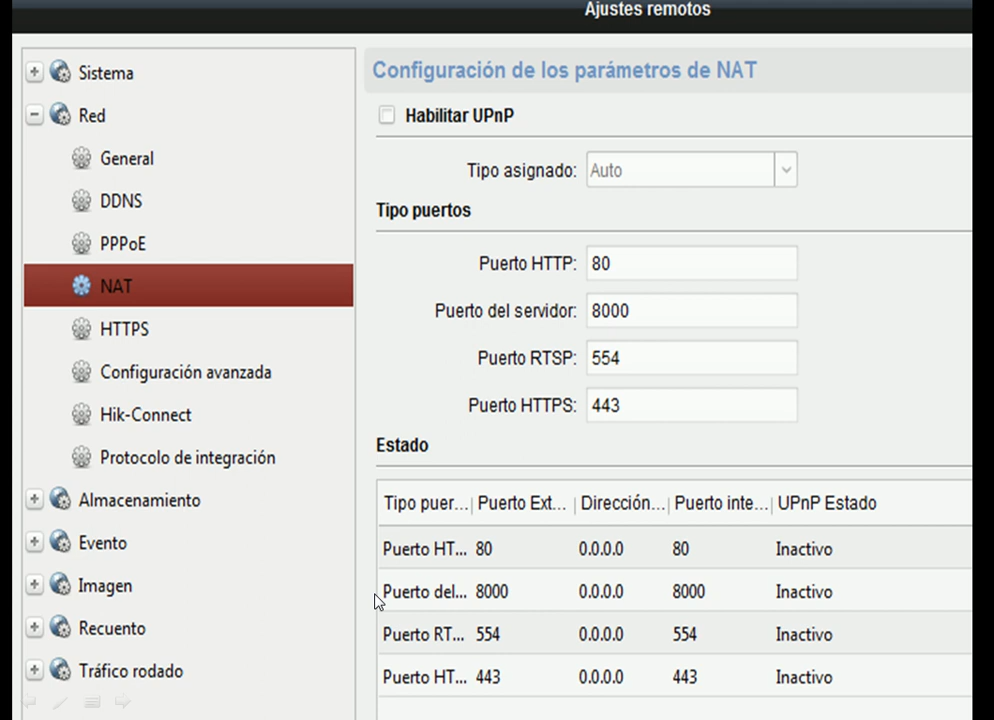 Ajustes remotos
Sistema
Red
General
DDNS
PPPoE
NAT
HTTPS
Configuración avanzada
Hik-Connect
Protocolo de integración
Almacenamiento
Evento
Imagen
Recuento
Tráfico rodado
Configuración de los parámetros de NAT
Habilitar UPnP
Tipo asignado: Auto
Tipo puertos
Puerto HTTP: 80
Puerto del servidor: 8000
Puerto RTSP: 554
Puerto HTTPS: 443
Estado
Tipo puer... Puerto Ext... Dirección... Puerto inte... UPnP Estado
Puerto HT... 80 0.0.0.0 80 Inactivo
Puerto del... 8000 0.0.0.0 8000 Inactivo
Puerto RT... 554 0.0.0.0 554 Inactivo
Puerto HT... 443 0.0.0.0 443 Inactivo